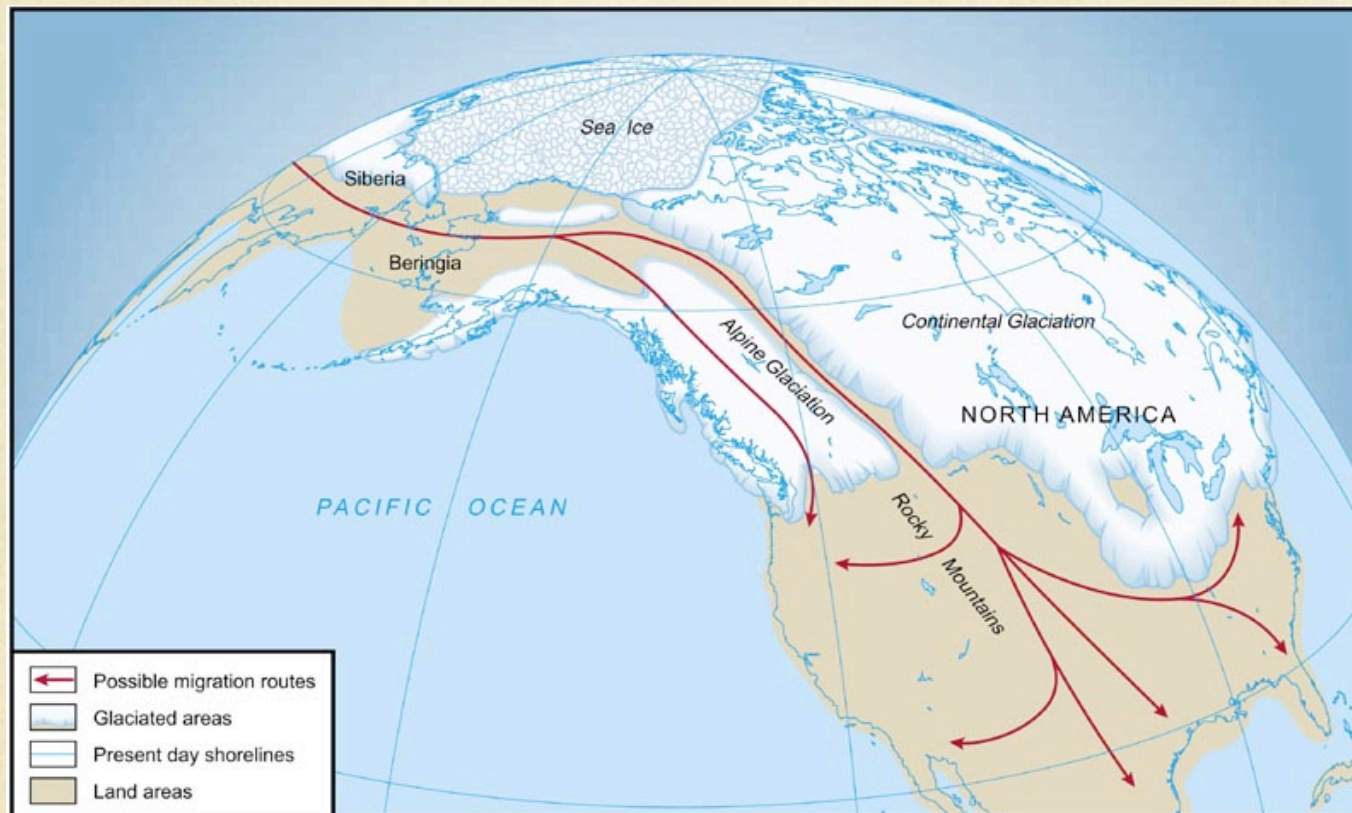 Sea Ice
Siberia
Beringia
Continental Glaciation
Alpine Glaciation
NORTH AMERICA
PACIFIC OCEAN
Rocky
Mountains
Possible migration routes
Glaciated areas
Present day shorelines
Land areas